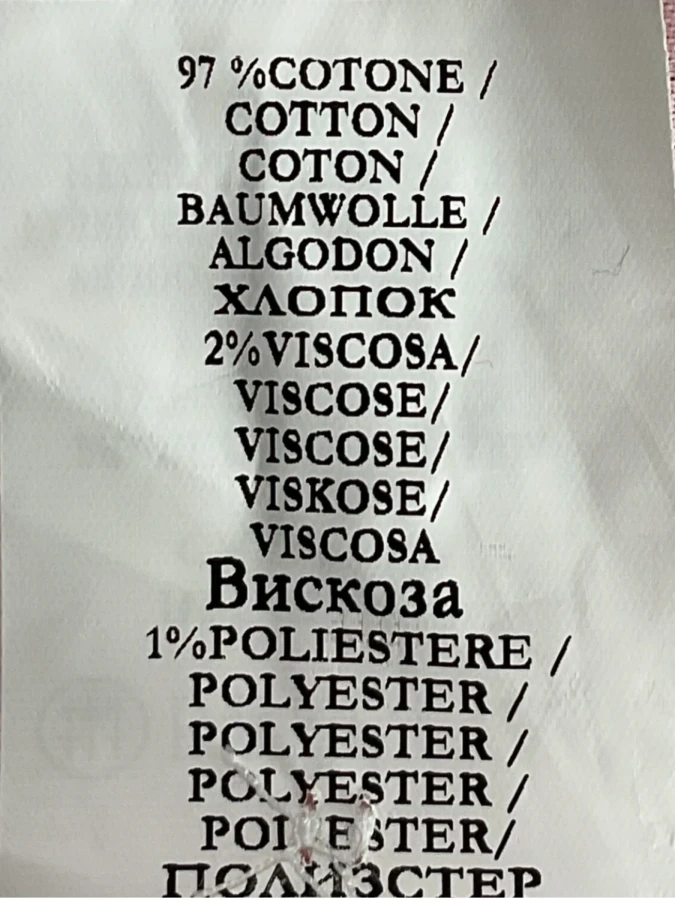 97 %COTONE /
COTTON /
COTON /
BAUMWOLLE /
ALGODON /
ХЛОПОК
2%VISCOSA/
VISCOSE/
VISCOSE/
VISKOSE/
VISCOSA
Вискоза
1%POLIESTERE /
POLYESTER /
POLYESTER /
POLYESTER /
POLIESTER/
ПОЛИЗСТЕР